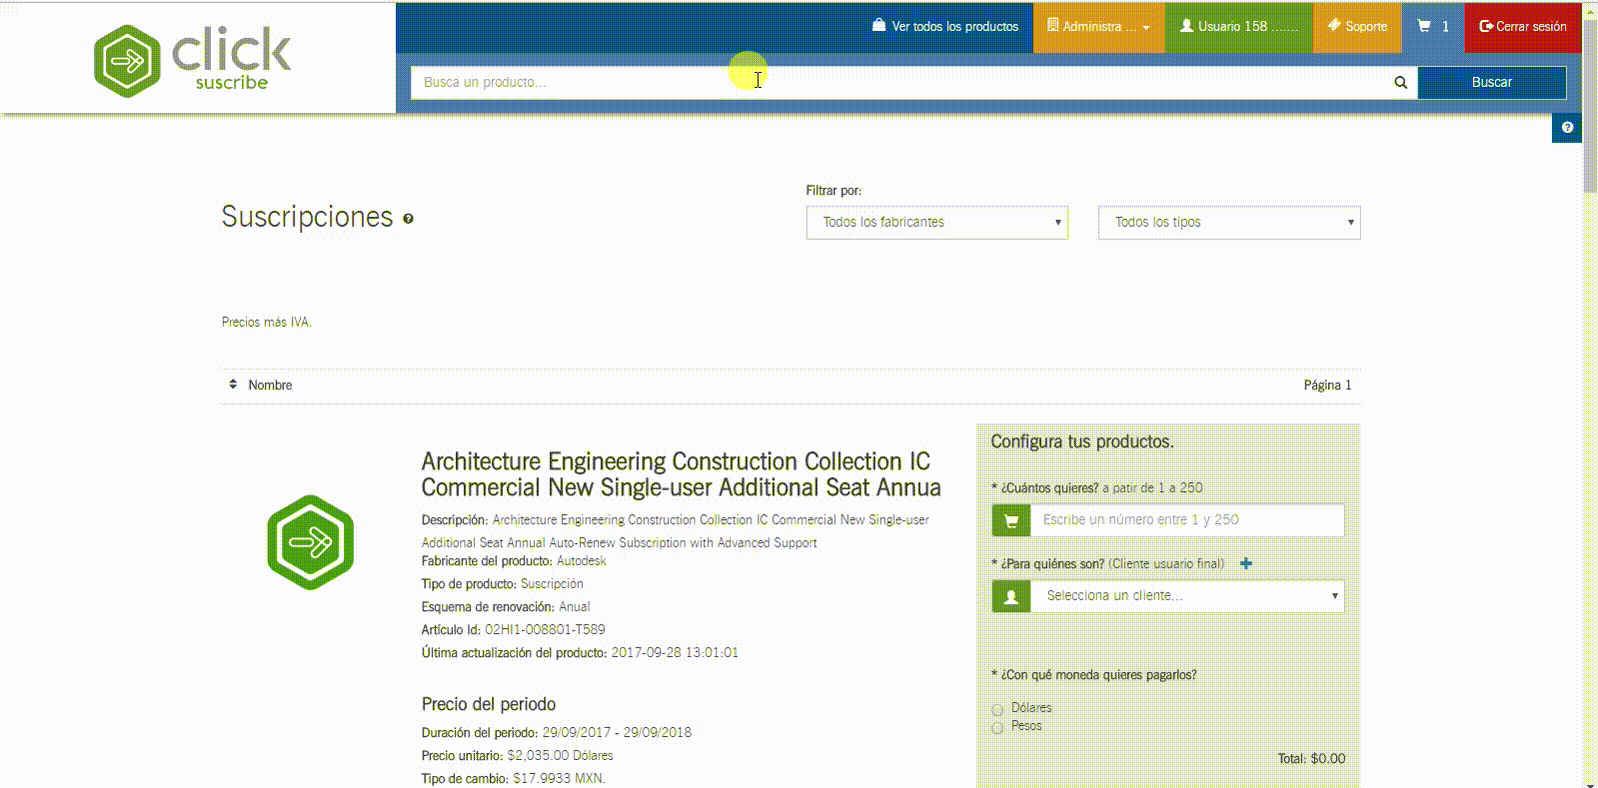 click
suscribe
Ver todos los productos
Administra ...
Usuario 158 .......
Soporte
1
Cerrar sesión
Busca un producto...
Buscar
Suscripciones
Filtrar por:
Todos los fabricantes
Todos los tipos
Precios más IVA.
Nombre
Página 1
Architecture Engineering Construction Collection IC
Commercial New Single-user Additional Seat Annua
Descripción: Architecture Engineering Construction Collection IC Commercial New Single-user
Additional Seat Annual Auto-Renew Subscription with Advanced Support
Fabricante del producto: Autodesk
Tipo de producto: Suscripción
Esquema de renovación: Anual
Artículo Id: 02HI1-008801-T589
Última actualización del producto: 2017-09-28 13:01:01
Precio del periodo
Duración del periodo: 29/09/2017 - 29/09/2018
Precio unitario: $2,035.00 Dólares
Tipo de cambio: $17.9933 MXN.
Configura tus productos.
* ¿Cuántos quieres? a patir de 1 a 250
Escribe un número entre 1 y 250
* ¿Para quiénes son? (Cliente usuario final)
Selecciona un cliente...
* ¿Con qué moneda quieres pagarlos?
Dólares
Pesos
Total: $0.00